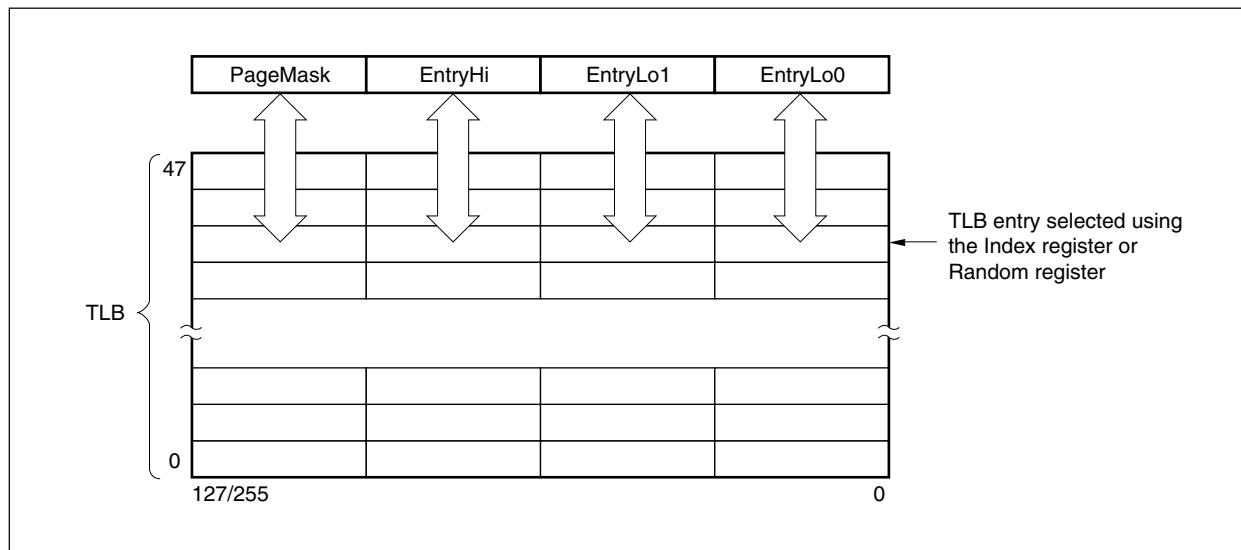 PageMask EntryHi EntryLo1 EntryLo0
47
TLB entry selected using
the Index register or
Random register
TLB
0
127/255 0